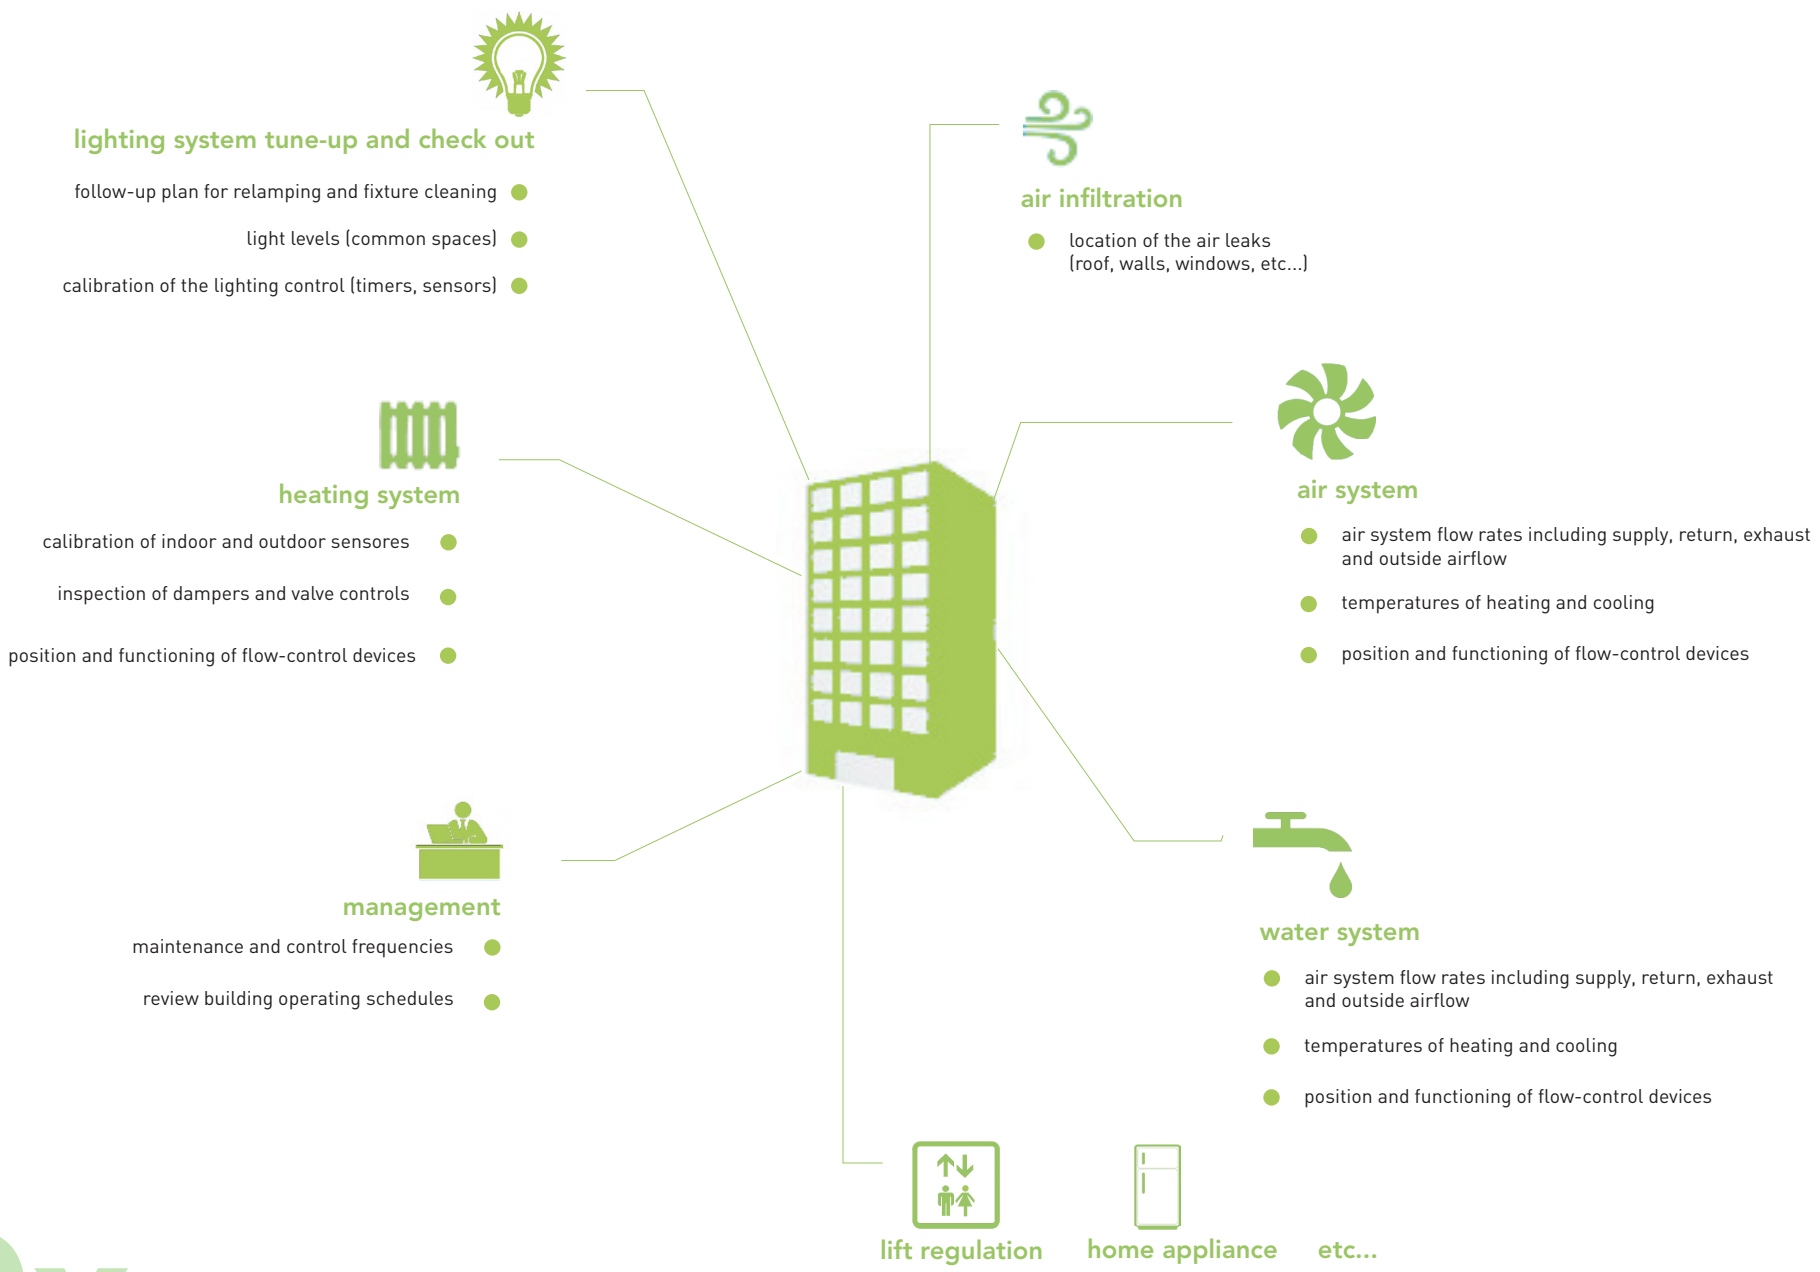 lighting system tune-up and check out
follow-up plan for relamping and fixture cleaning
light levels (common spaces)
calibration of the lighting control (timers, sensors)
air infiltration
location of the air leaks
(roof, walls, windows, etc...)
heating system
calibration of indoor and outdoor sensores
inspection of dampers and valve controls
position and functioning of flow-control devices
air system
air system flow rates including supply, return, exhaust
and outside airflow
temperatures of heating and cooling
position and functioning of flow-control devices
management
maintenance and control frequencies
review building operating schedules
water system
air system flow rates including supply, return, exhaust
and outside airflow
temperatures of heating and cooling
position and functioning of flow-control devices
lift regulation
home appliance
etc...